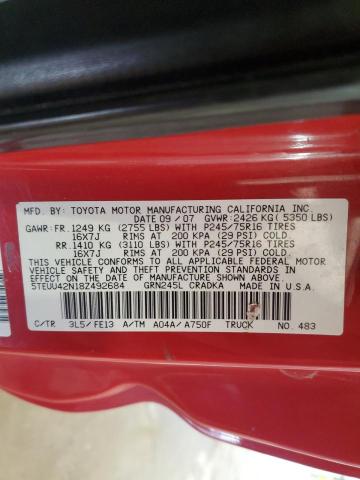 MFD. BY: TOYOTA MOTOR MANUFACTURING CALIFORNIA INC.
DATE 09 / 07 GVWR: 2426 KG ( 5350 LBS)
GAWR: FR. 1249 KG (2755 LBS) WITH P245/75R16 TIRES
16X7J RIMS AT 200 KPA (29 PSI) COLD.
RR. 1410 KG (3110 LBS) WITH P245/75R16 TIRES
16X7J RIMS AT 200 KPA (29 PSI) COLD.
THIS VEHICLE CONFORMS TO ALL APPLICABLE FEDERAL MOTOR
VEHICLE SAFETY AND THEFT PREVENTION STANDARDS IN
EFFECT ON THE DATE OF MANUFACTURE SHOWN ABOVE.
5TEUU42N18Z492684 GRN245L CRADKA MADE IN U.S.A.
C/TR 3L5/ FE13 A/TM A04A/ A750F TRUCK NO. 483